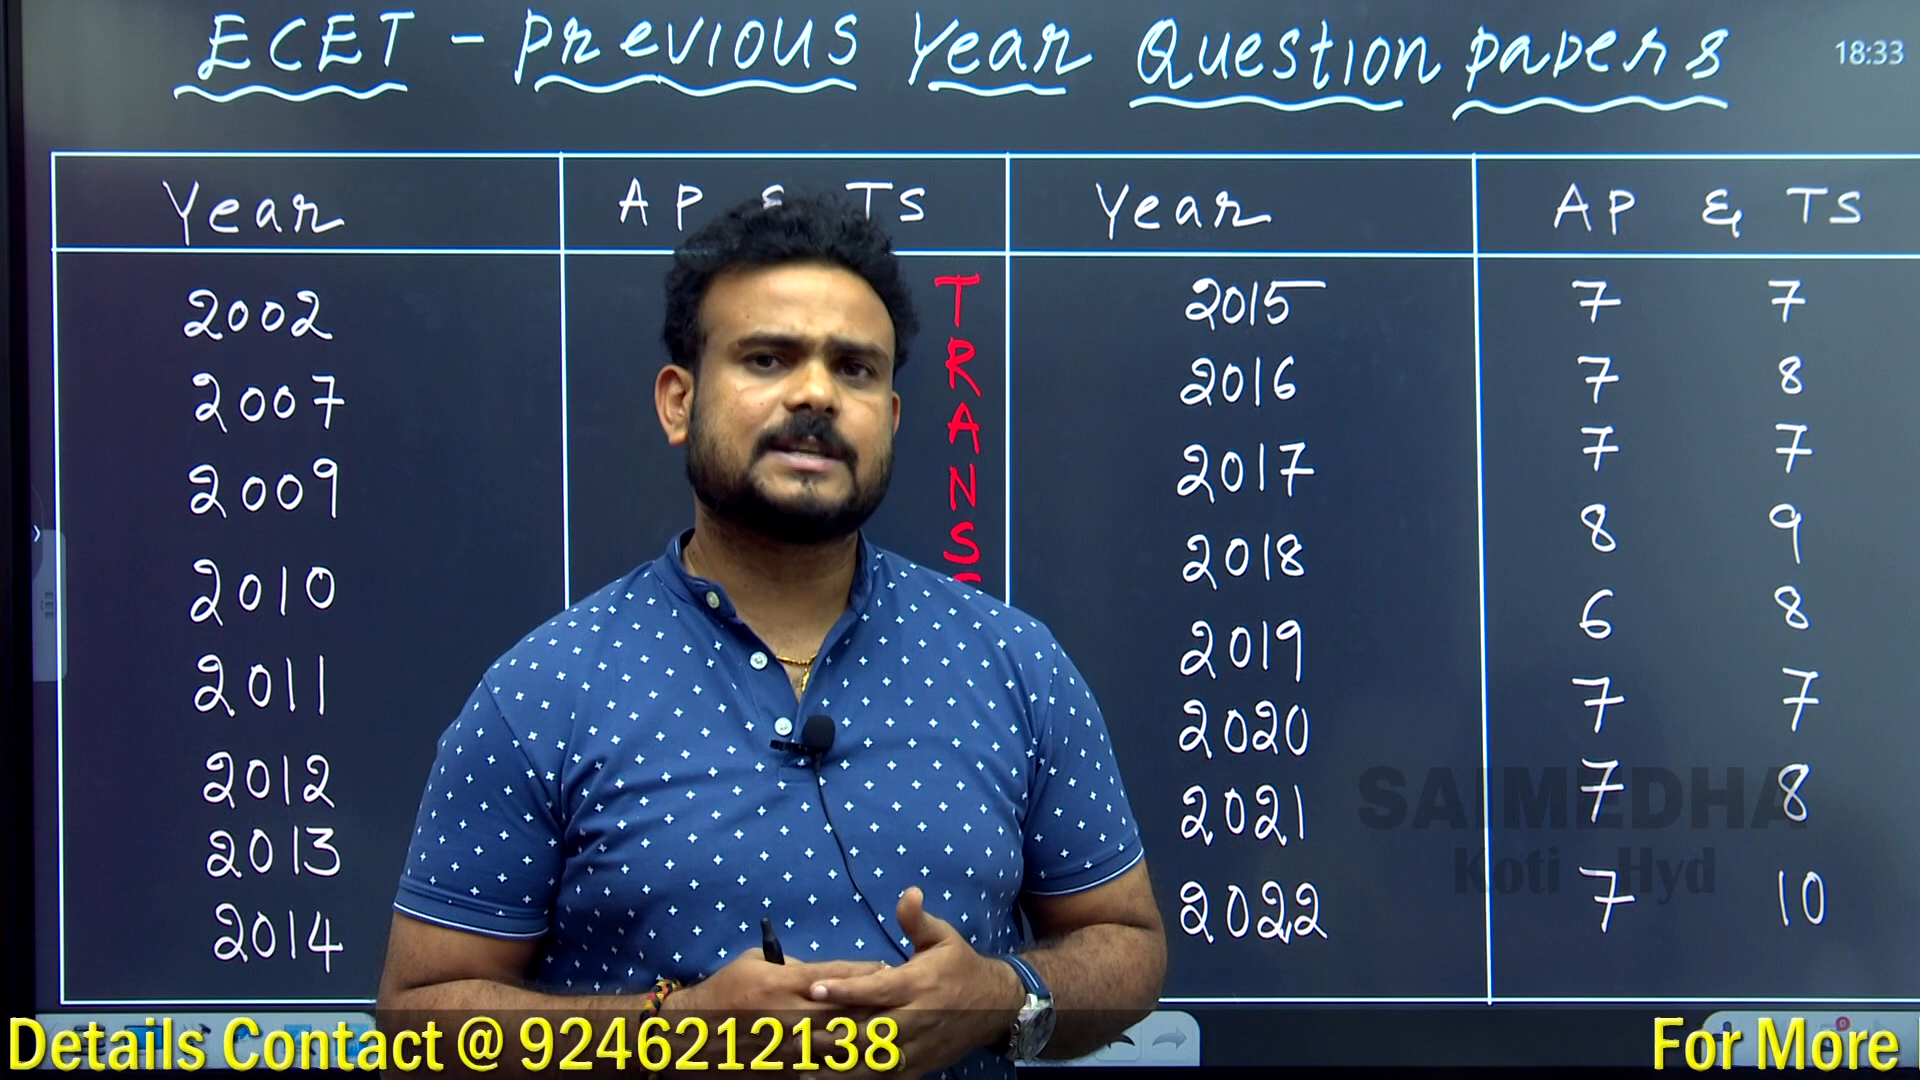 ECET - Previous Year Question papers
18:33
Year AP & TS Year AP & TS
2002 2015 7 7
2007 2016 7 8
2009 2017 7 7
2010 2018 8 9
2011 2019 6 8
2012 2020 7 7
2013 2021 7 8
2014 2022 7 10
TRANS
SAIMEDHA
Koti Hyd
Details Contact @ 9246212138
For More